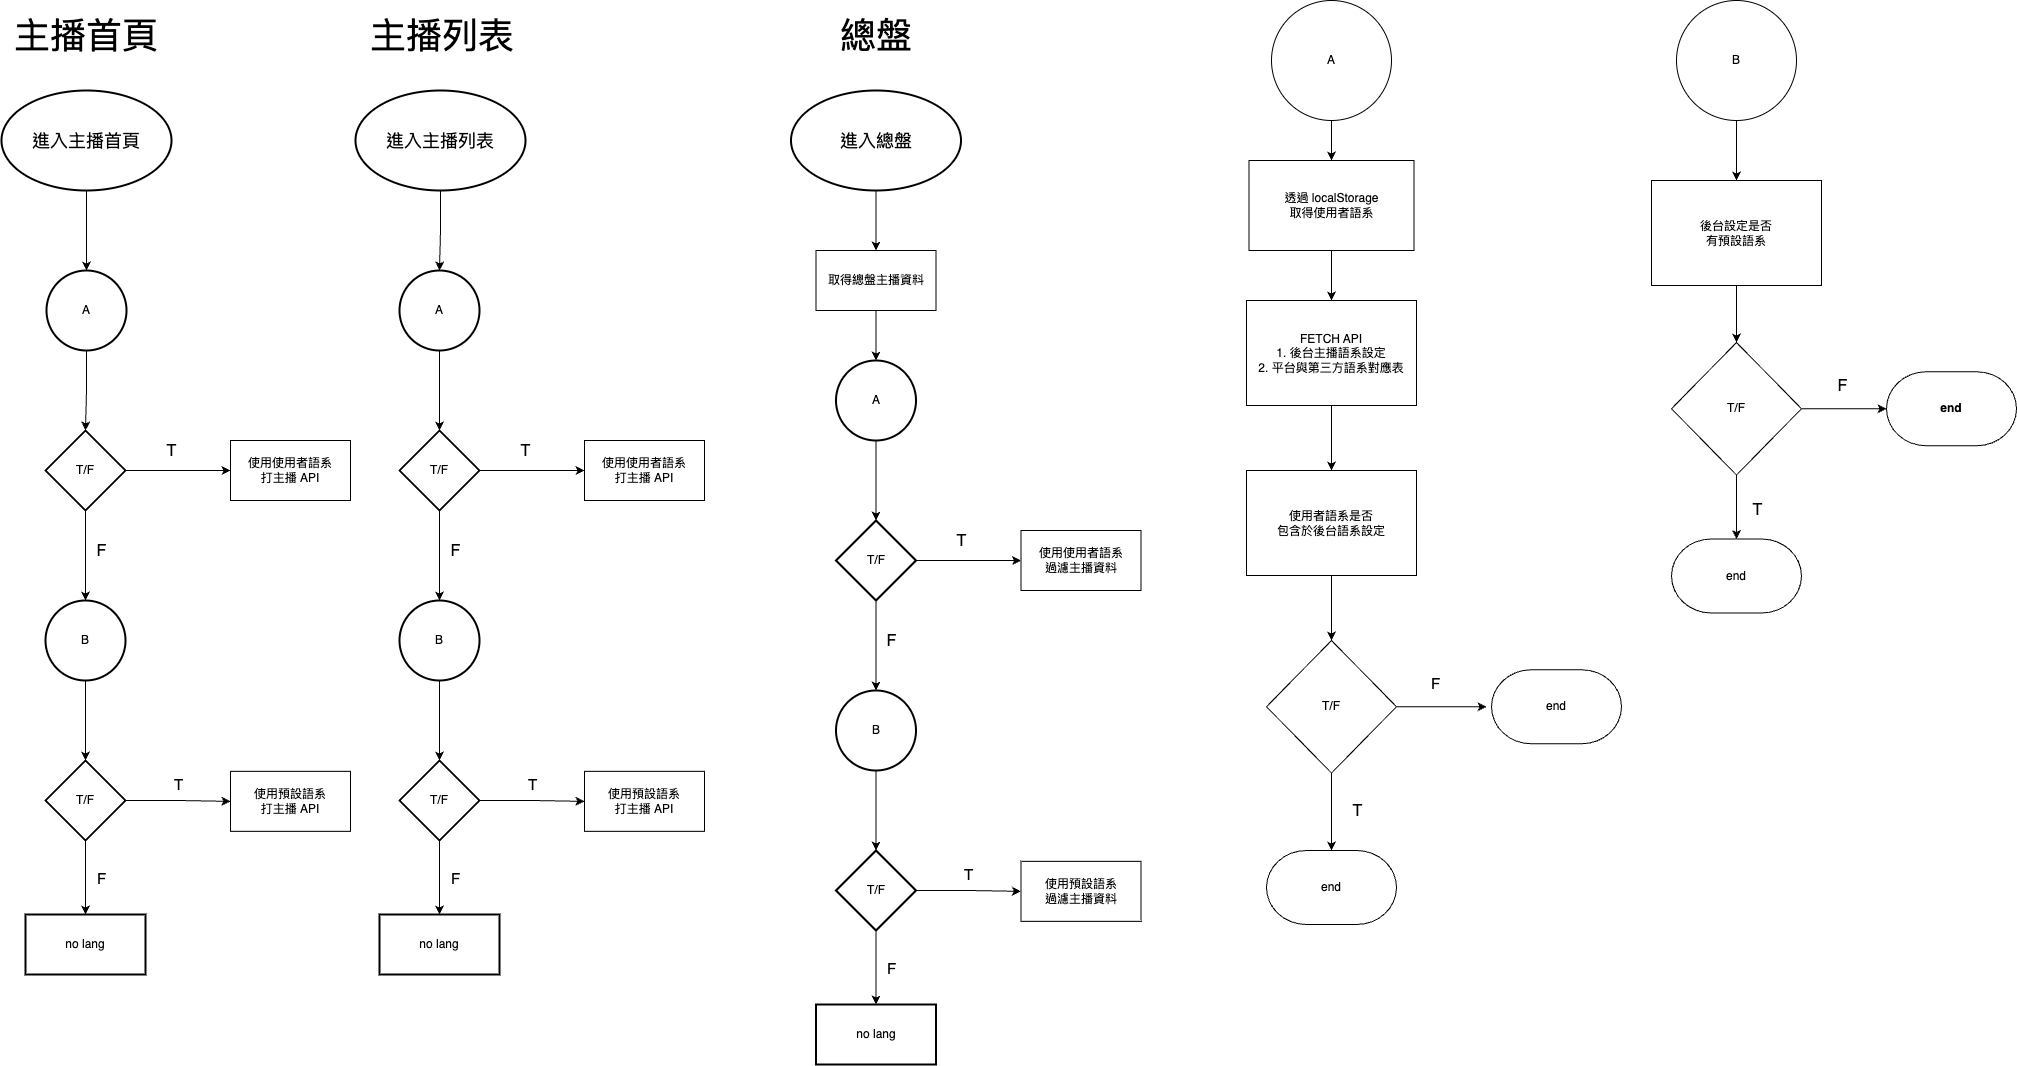 主播首頁
進入主播首頁
A
T/F
T
使用使用者語系
打主播 API
F
B
T/F
T
使用預設語系
打主播 API
F
no lang
主播列表
進入主播列表
A
T/F
T
使用使用者語系
打主播 API
F
B
T/F
T
使用預設語系
打主播 API
F
no lang
總盤
進入總盤
取得總盤主播資料
A
T/F
T
使用使用者語系
過濾主播資料
F
B
T/F
T
使用預設語系
過濾主播資料
F
no lang
A
透過 localStorage
取得使用者語系
FETCH API
1. 後台主播語系設定
2. 平台與第三方語系對應表
使用者語系是否
包含於後台語系設定
T/F
F
end
T
end
B
後台設定是否
有預設語系
T/F
F
end
T
end